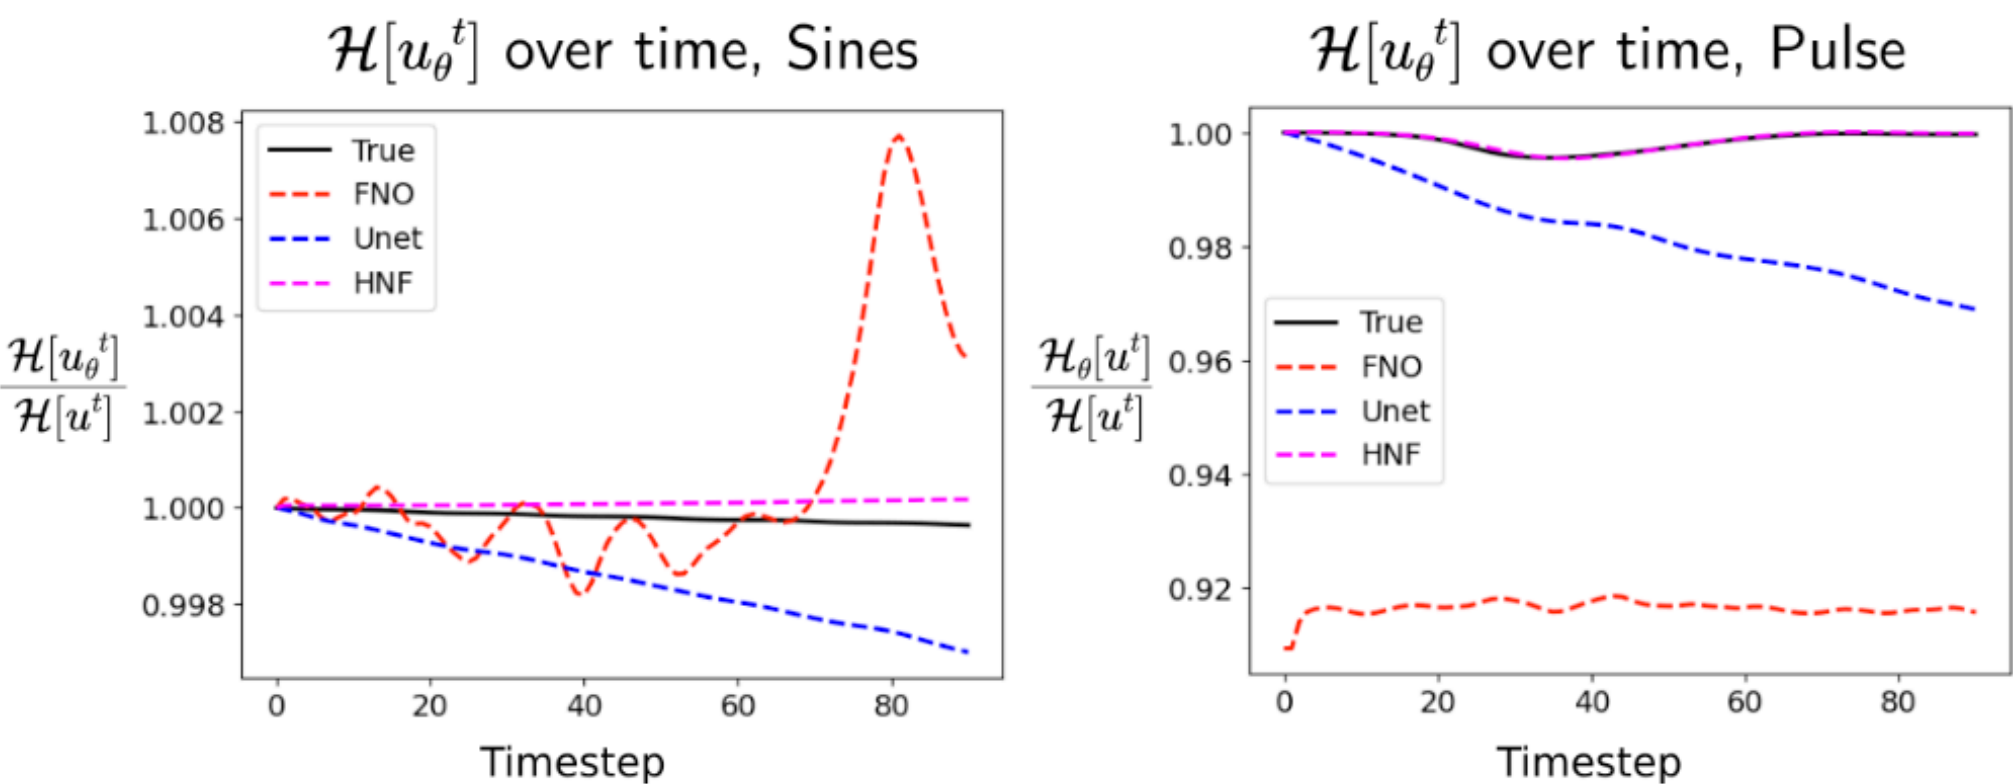 𝓗[u_θ^t] over time, Sines
1.008
1.006
1.004
1.002
1.000
0.998
True
FNO
Unet
HNF
𝓗[u_θ^t]
𝓗[u^t]
0 20 40 60 80
Timestep
𝓗[u_θ^t] over time, Pulse
1.00
0.98
0.96
0.94
0.92
True
FNO
Unet
HNF
𝓗_θ[u^t]
𝓗[u^t]
0 20 40 60 80
Timestep